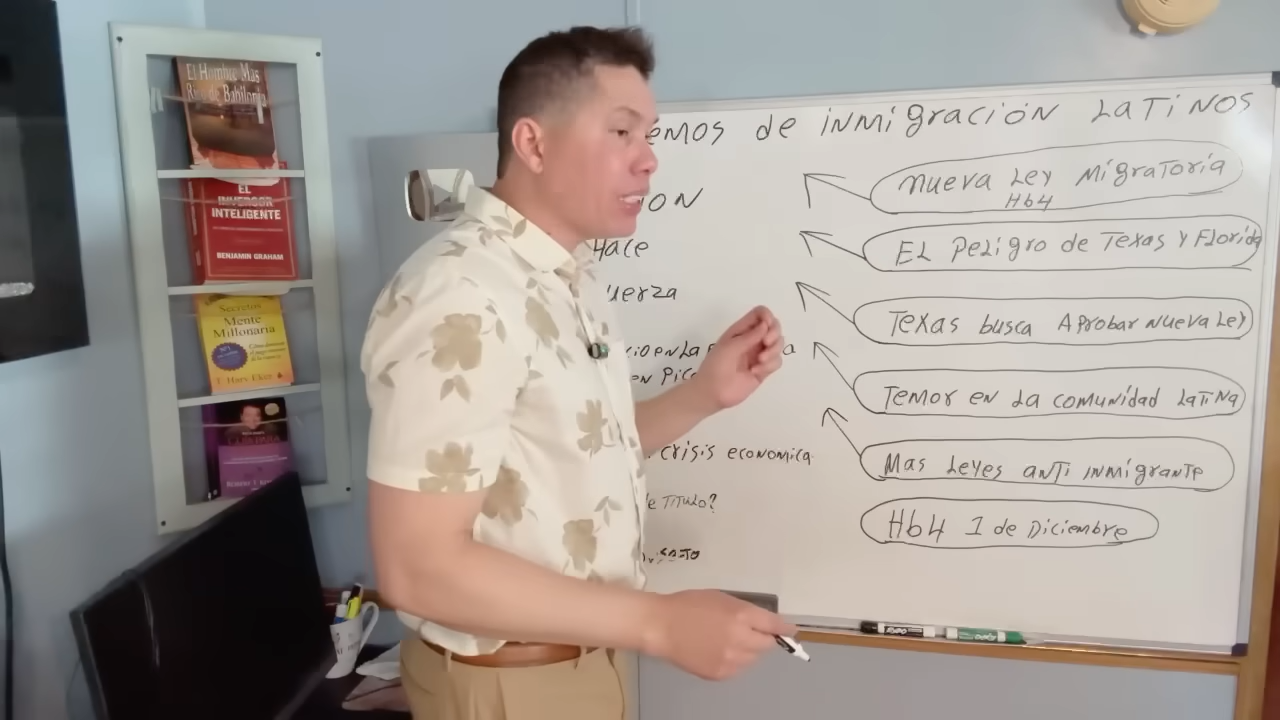 El Hombre Más
Rico de Babilonia
EL
INVERSOR
INTELIGENTE
BENJAMIN GRAHAM
Secretos
Mente
Millonaria
T. Harv Eker
emos de inmigración Latinos
ion
Hace
uerza
en Pic
crisis economica
Titulo?
Nueva Ley Migratoria
Hb4
El Peligro de Texas y Florida
Texas busca Aprobar Nueva Ley
Temor en La comunidad Latina
Mas Leyes anti inmigrante
Hb4 1 de Diciembre